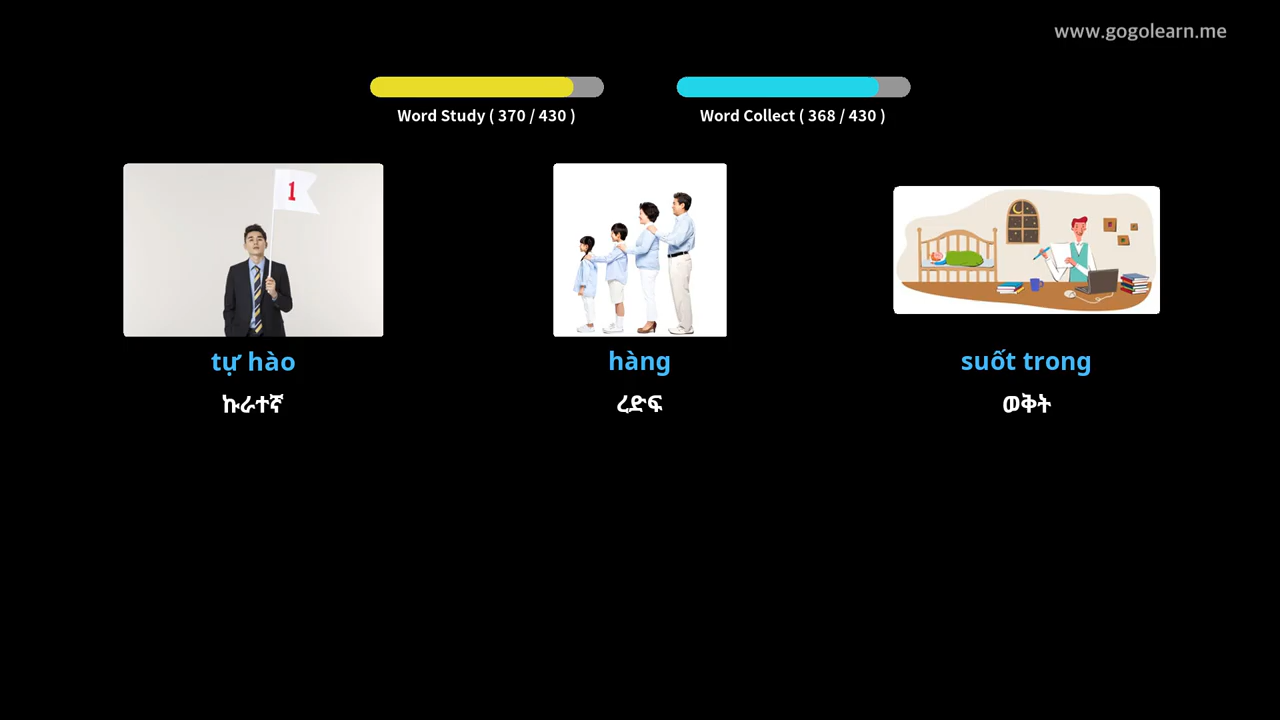 www.gogolearn.me
Word Study ( 370 / 430 )
Word Collect ( 368 / 430 )
1
tự hào
ኩራተኛ
hàng
ረድፍ
suốt trong
ወቅት